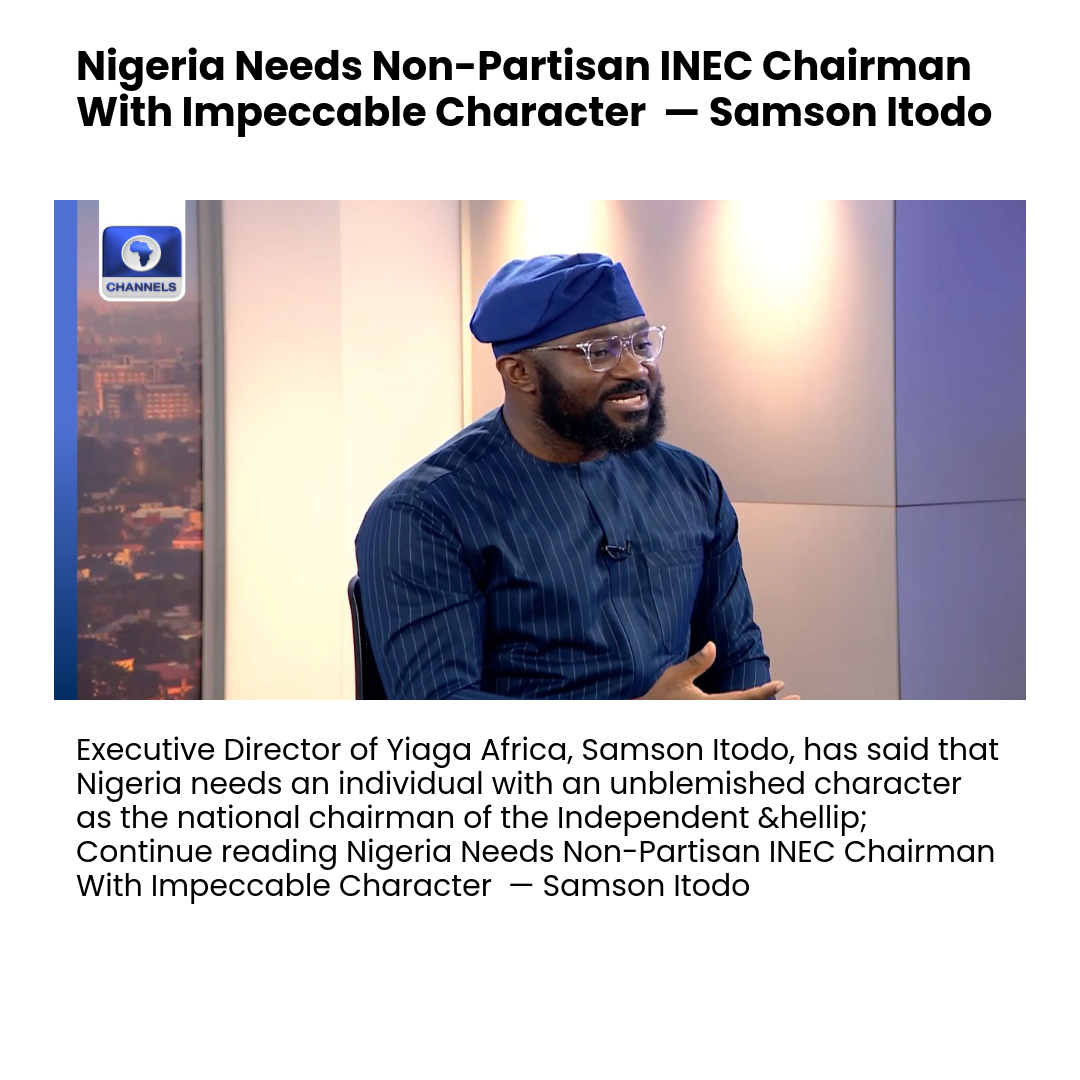 Nigeria Needs Non-Partisan INEC Chairman
With Impeccable Character  — Samson Itodo
CHANNELS
Executive Director of Yiaga Africa, Samson Itodo, has said that
Nigeria needs an individual with an unblemished character
as the national chairman of the Independent &hellip;
Continue reading Nigeria Needs Non-Partisan INEC Chairman
With Impeccable Character  — Samson Itodo